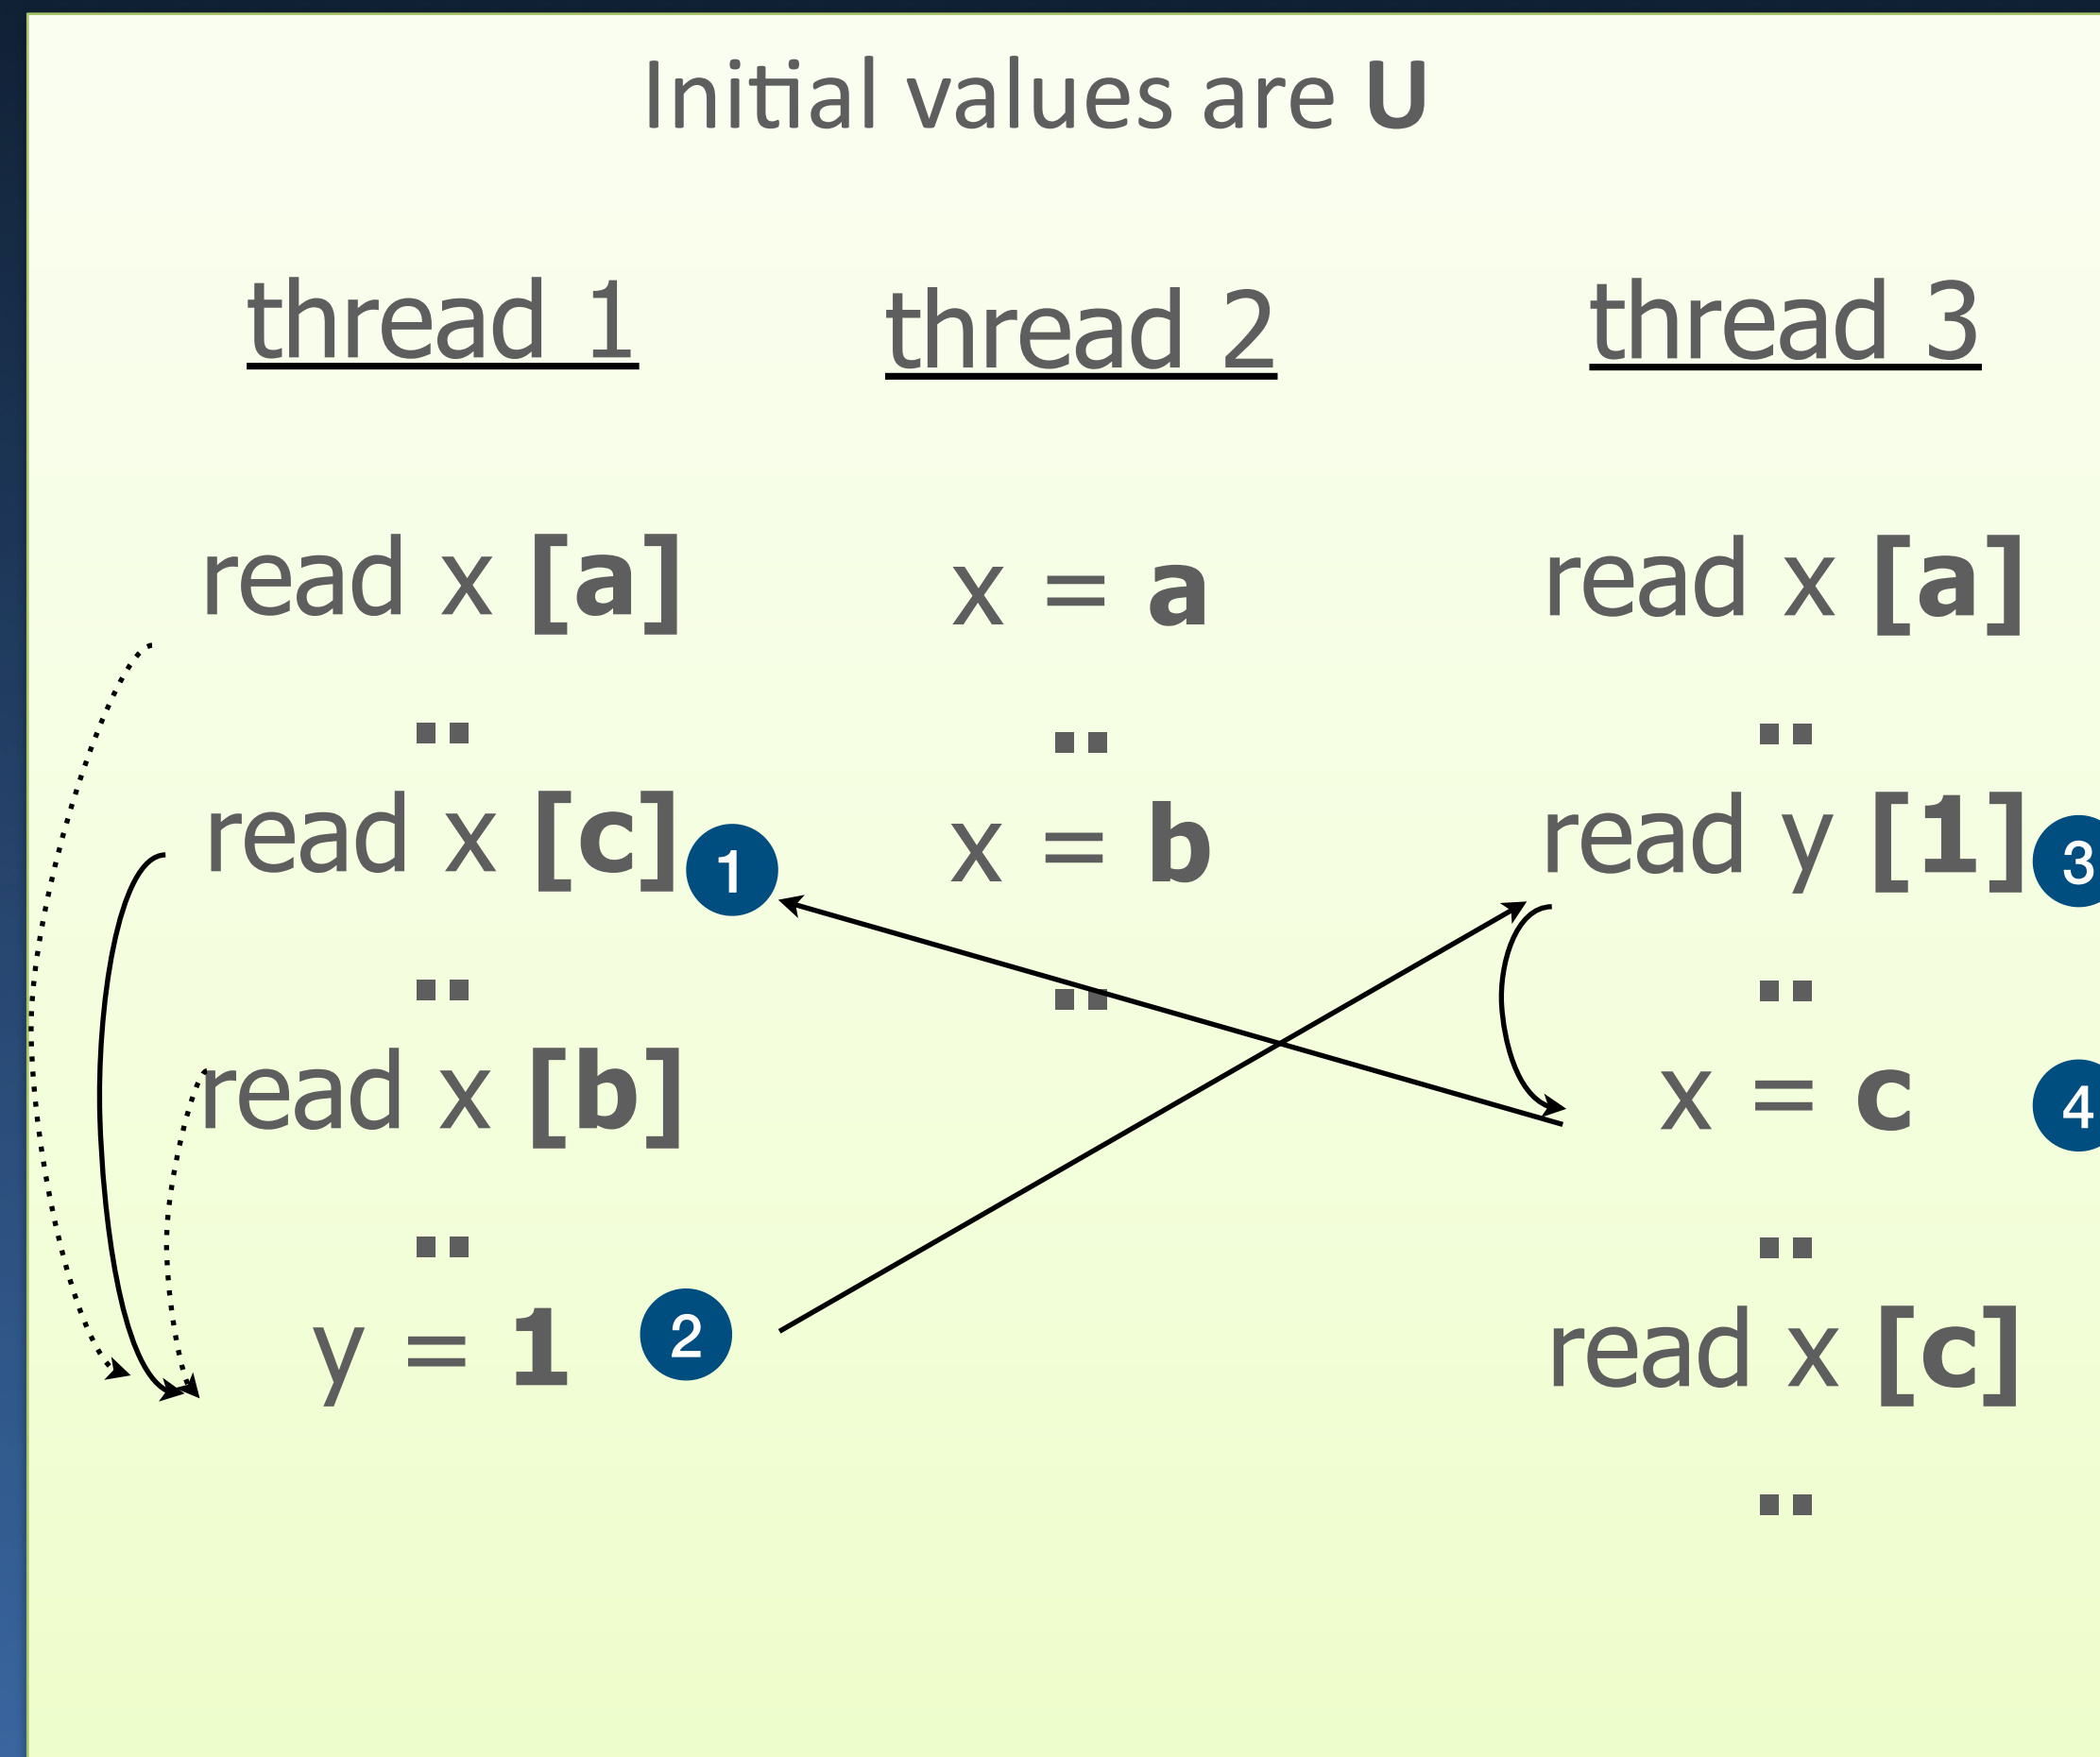 Initial values are U
thread 1
thread 2
thread 3
read x [a]
x = a
read x [a]
..
..
..
read x [c] 1
x = b
read y [1] 3
..
..
..
read x [b]
x = c 4
..
..
y = 1 2
read x [c]
..